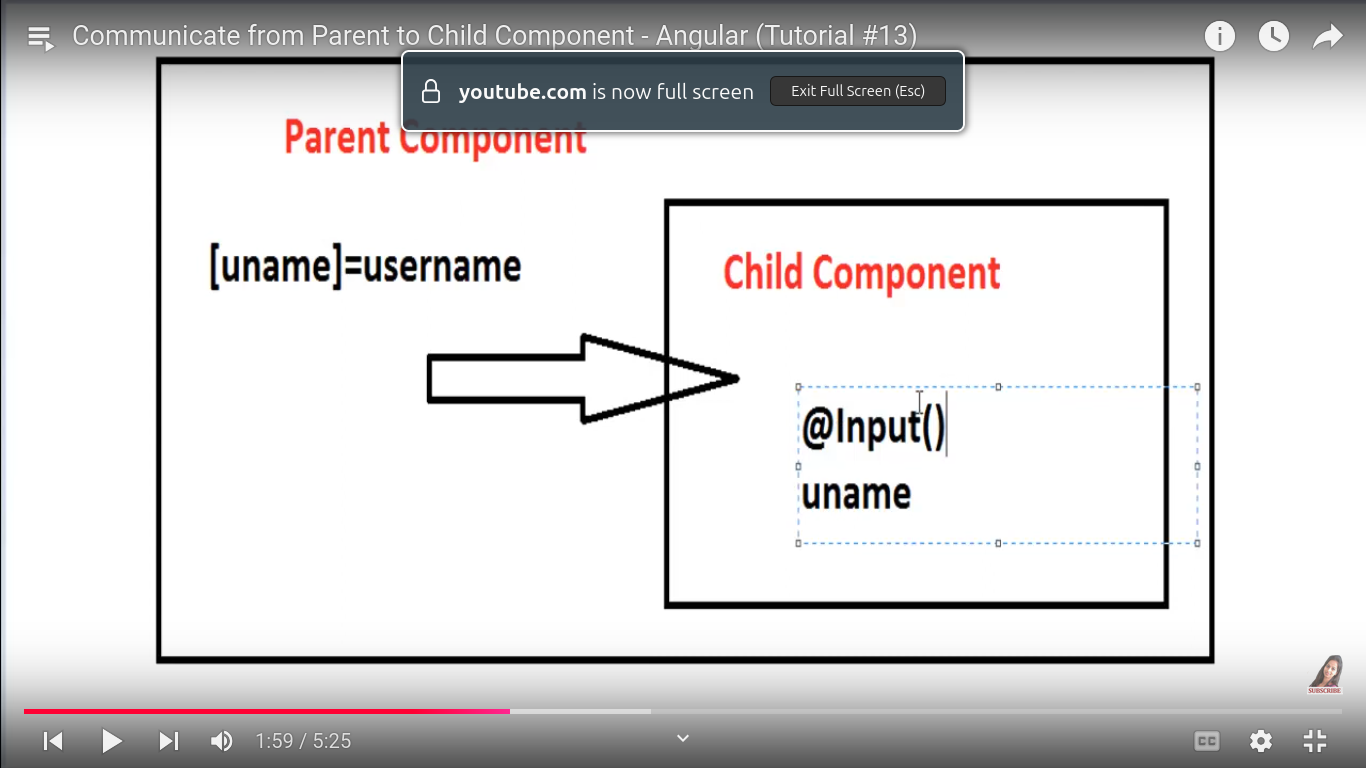 Communicate from Parent to Child Component - Angular (Tutorial #13)
youtube.com is now full screen
Exit Full Screen (Esc)
Parent Component
[uname]=username
Child Component
@Input()
uname
SUBSCRIBE
1:59 / 5:25
CC